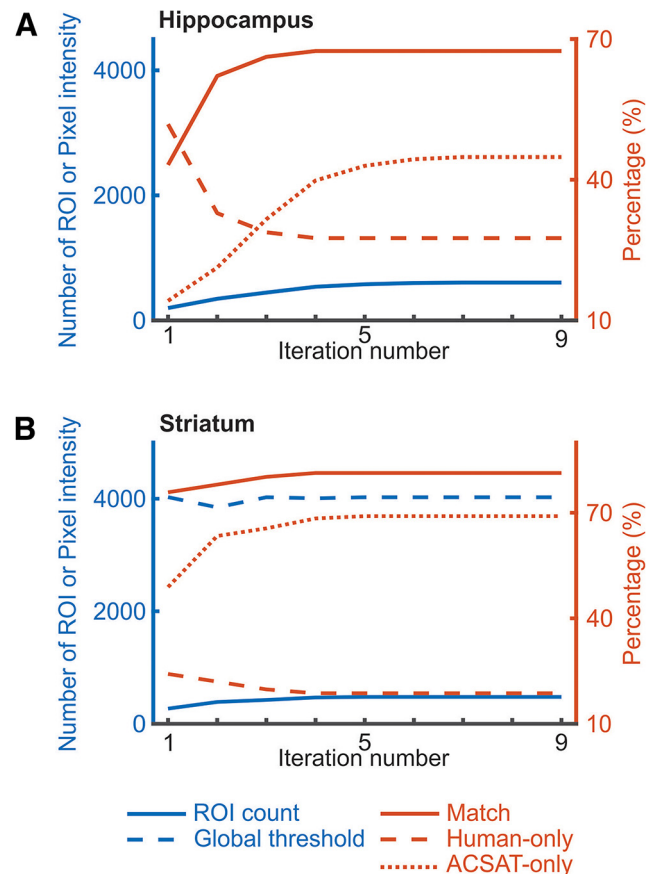 A
Hippocampus
Number of ROI or Pixel intensity
4000
2000
0
70
40
10
Percentage (%)
1
5
9
Iteration number
B
Striatum
Number of ROI or Pixel intensity
4000
2000
0
70
40
10
Percentage (%)
1
5
9
Iteration number
ROI count
Global threshold
Match
Human-only
ACSAT-only